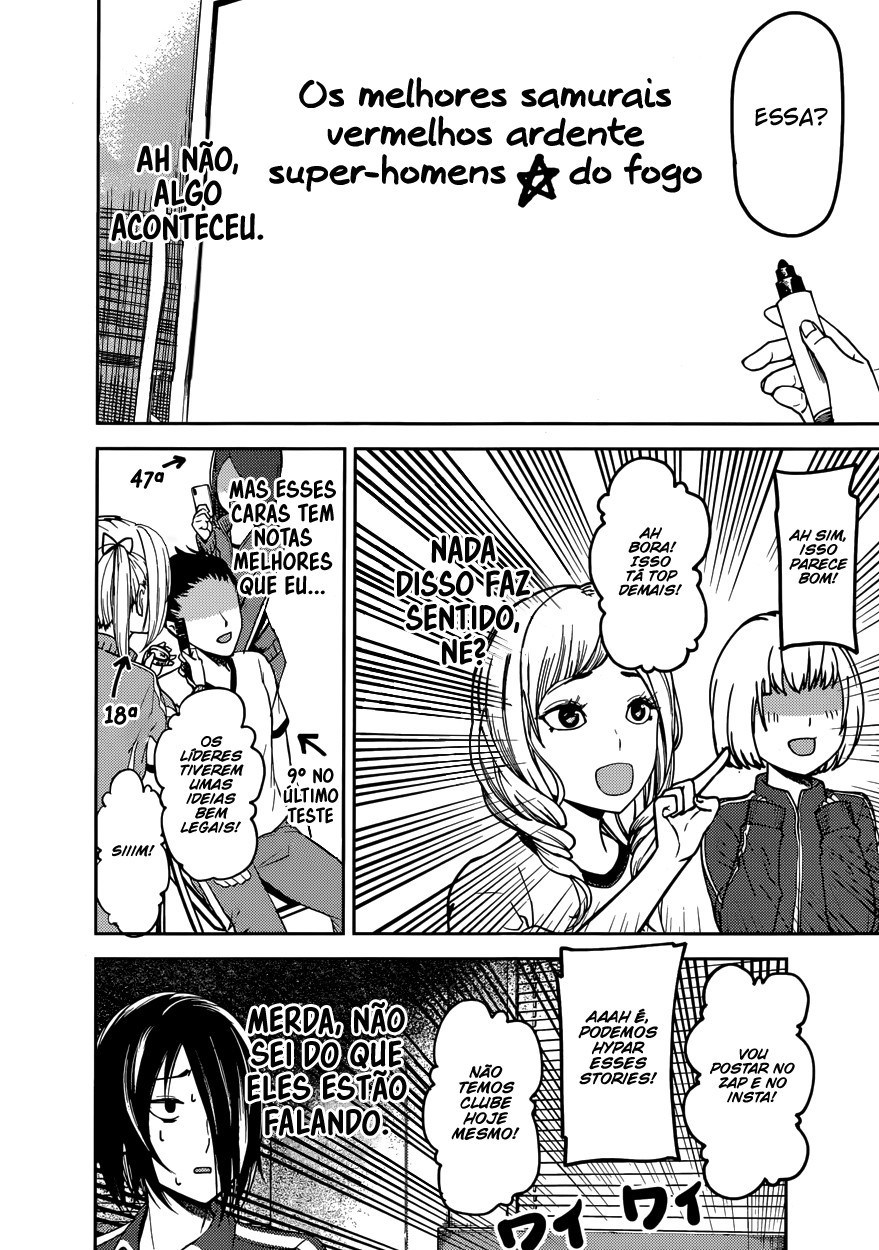 ESSA?
Os melhores samurais
vermelhos ardente
super-homens ☆ do fogo
AH NÃO,
ALGO
ACONTECEU.
AH SIM,
ISSO
PARECE
BOM!
AH
BORA!
ISSO
TÁ TOP
DEMAIS!
NADA
DISSO FAZ
SENTIDO,
NÉ?
47ª
MAS ESSES
CARAS TEM
NOTAS
MELHORES
QUE EU...
18ª
9º NO
ÚLTIMO
TESTE
OS
LÍDERES
TIVEREM
UMAS
IDEIAS
BEM
LEGAIS!
SIIIM!
VOU
POSTAR NO
ZAP E NO
INSTA!
AAAH É,
PODEMOS
HYPAR
ESSES
STORIES!
NÃO
TEMOS
CLUBE
HOJE
MESMO!
MERDA, NÃO
SEI DO QUE
ELES ESTÃO
FALANDO.
ワイ ワイ